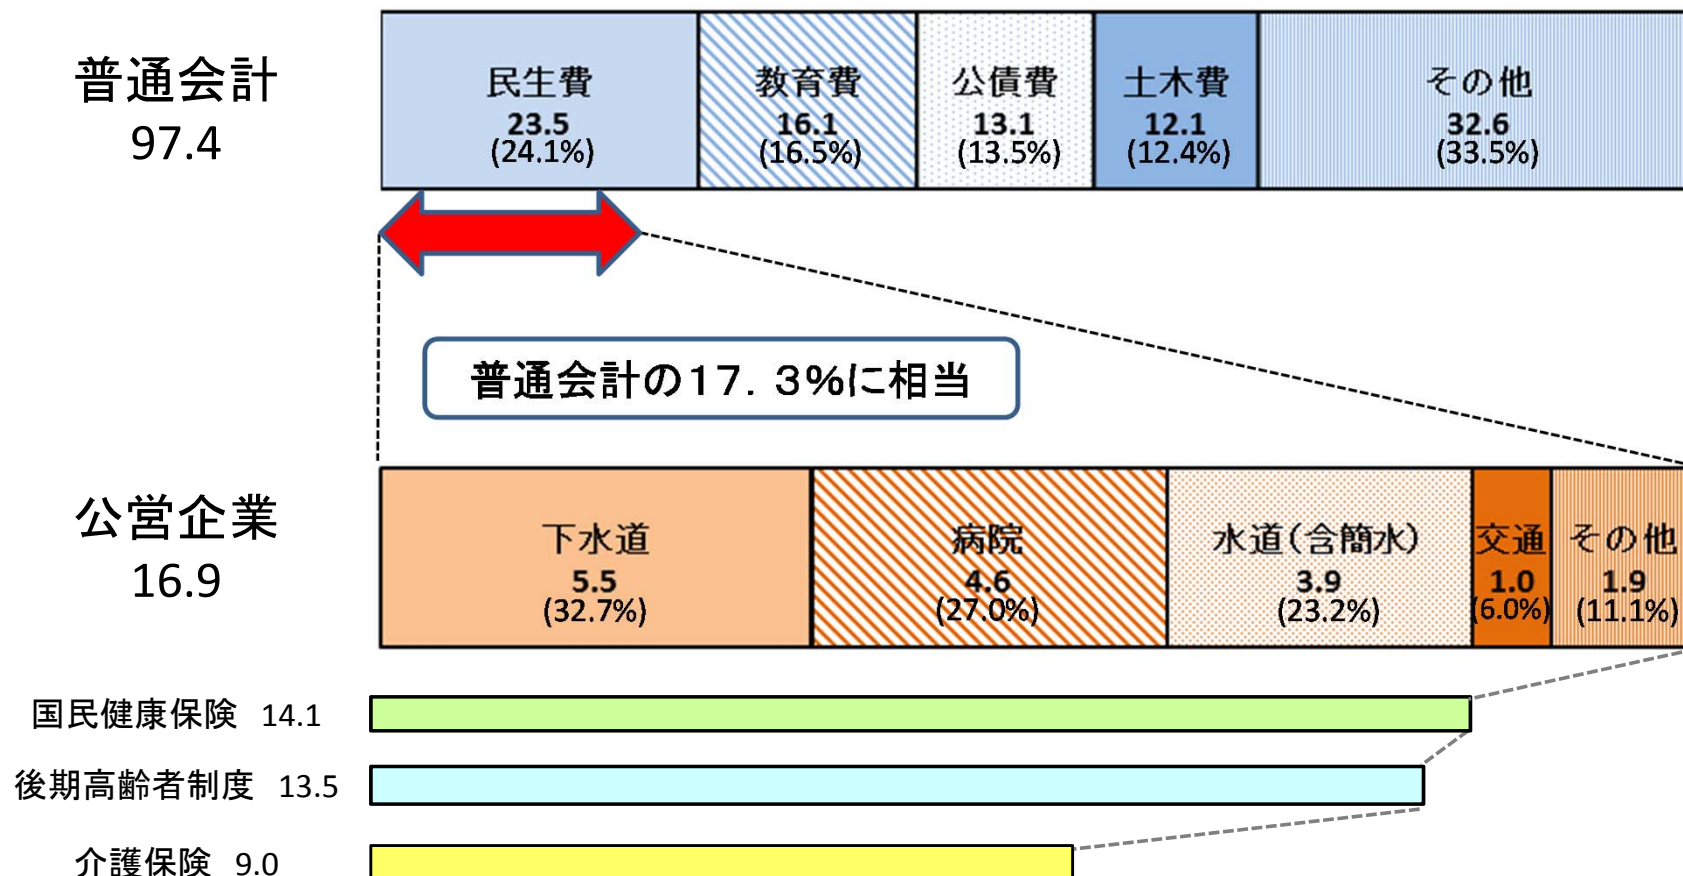 普通会計
97.4
民生費
23.5
(24.1%)
教育費
16.1
(16.5%)
公債費
13.1
(13.5%)
土木費
12.1
(12.4%)
その他
32.6
(33.5%)
普通会計の１７．３％に相当
公営企業
16.9
下水道
5.5
(32.7%)
病院
4.6
(27.0%)
水道(含簡水)
3.9
(23.2%)
交通
1.0
(6.0%)
その他
1.9
(11.1%)
国民健康保険 14.1
後期高齢者制度 13.5
介護保険 9.0